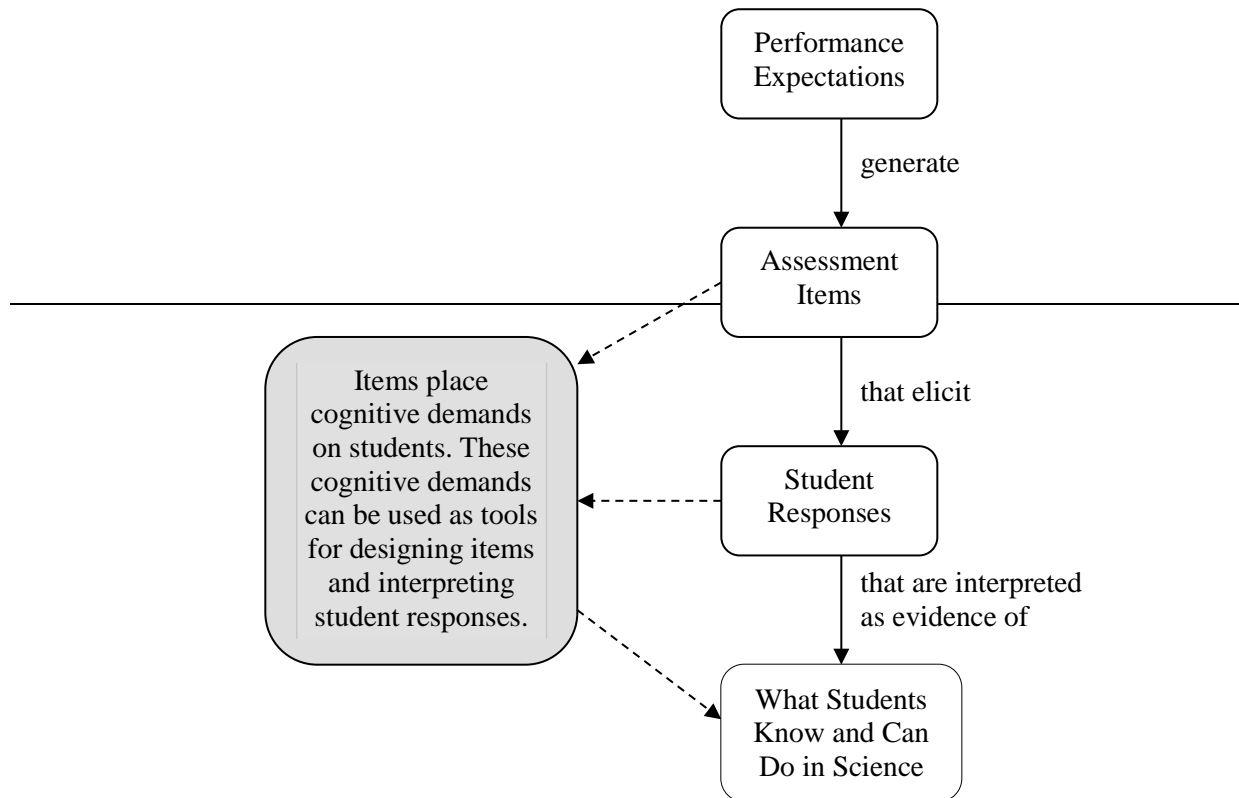 Performance
Expectations
generate
Assessment
Items
that elicit
Items place
cognitive demands
on students. These
cognitive demands
can be used as tools
for designing items
and interpreting
student responses.
Student
Responses
that are interpreted
as evidence of
What Students
Know and Can
Do in Science